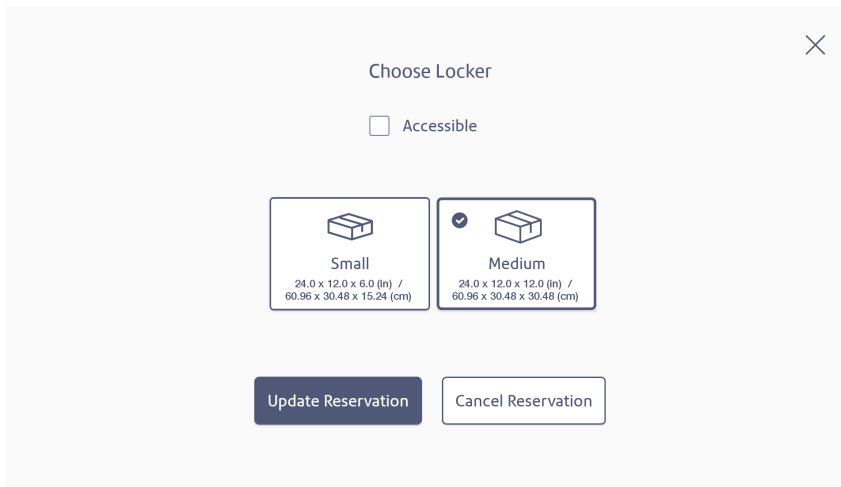 Choose Locker
Accessible
Small
24.0 x 12.0 x 6.0 (in) /
60.96 x 30.48 x 15.24 (cm)
Medium
24.0 x 12.0 x 12.0 (in) /
60.96 x 30.48 x 30.48 (cm)
Update Reservation
Cancel Reservation